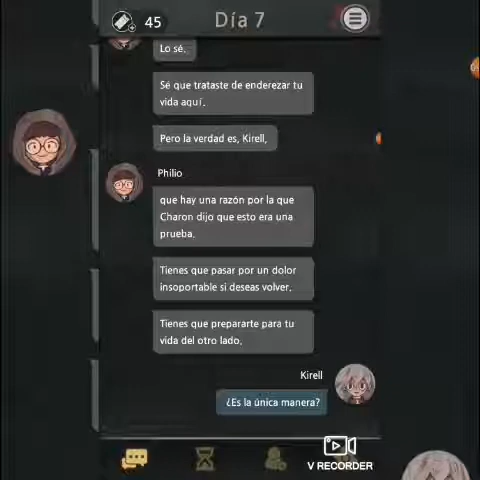 45
Día 7
Lo sé.
Sé que trataste de enderezar tu
vida aquí.
Pero la verdad es, Kirell,
Philio
que hay una razón por la que
Charon dijo que esto era una
prueba.
Tienes que pasar por un dolor
insoportable si deseas volver.
Tienes que prepararte para tu
vida del otro lado.
Kirell
¿Es la única manera?
V RECORDER